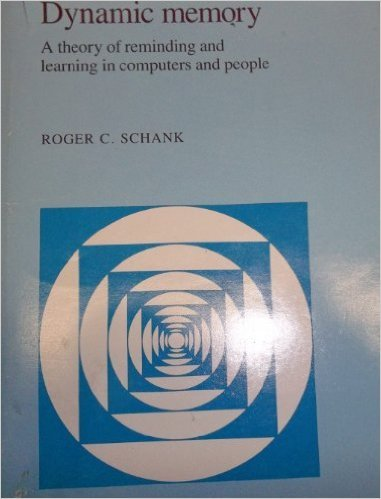 Dynamic memory
A theory of reminding and
learning in computers and people
ROGER C. SCHANK